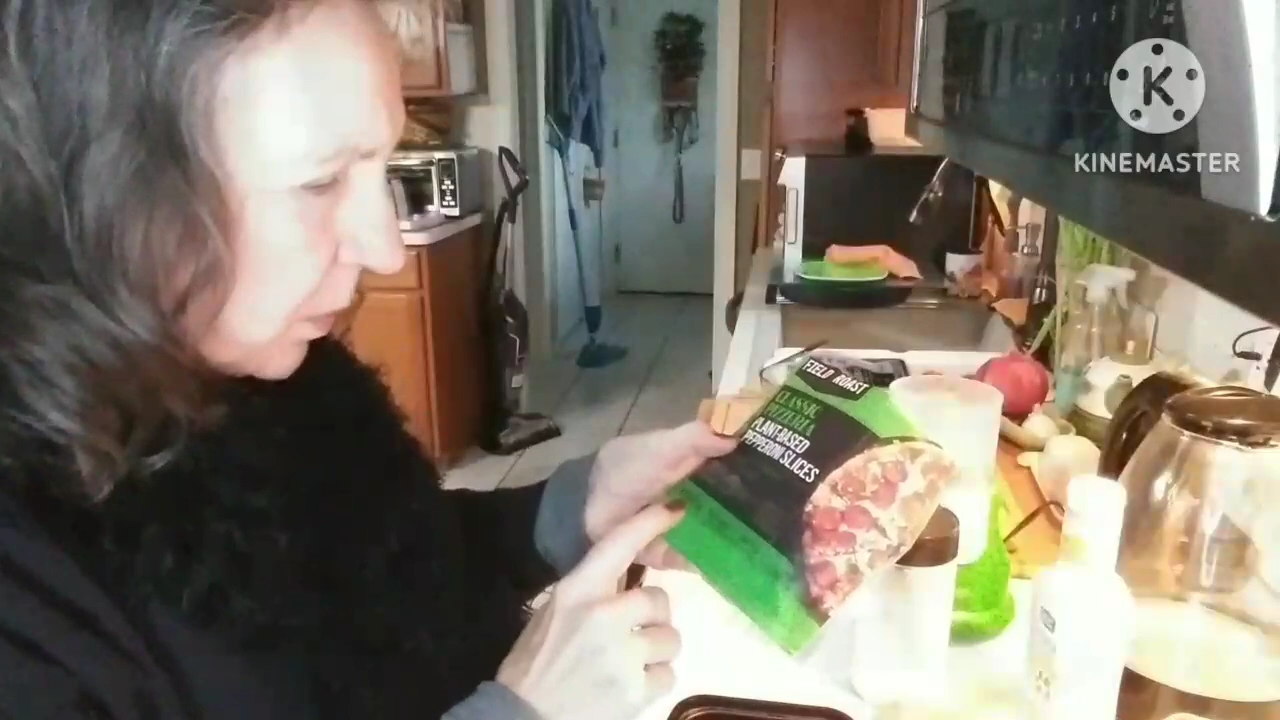 K
KINEMASTER
FIELD ROAST
CLASSIC
PIZZERIA
PLANT-BASED
PEPPERONI SLICES